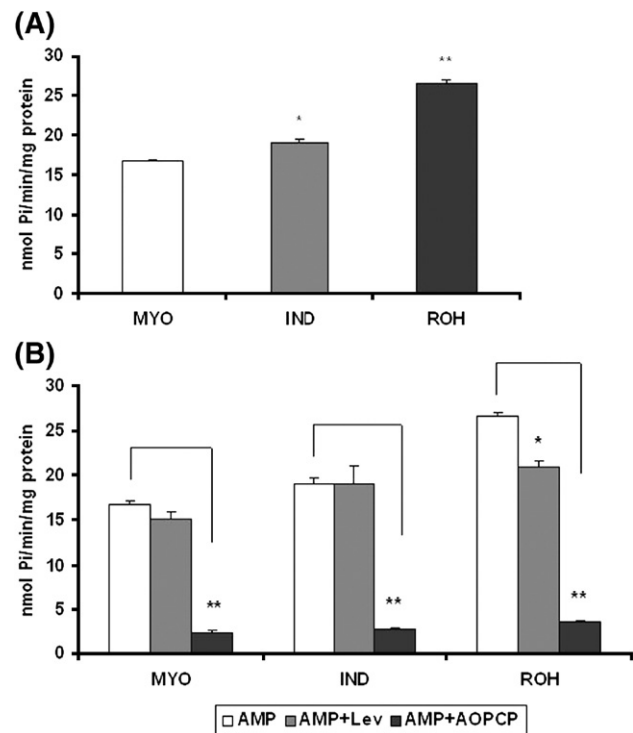 (A)
nmol Pi/min/mg protein
30
25
20
15
10
5
0
*
**
MYO IND ROH
(B)
nmol Pi/min/mg protein
30
25
20
15
10
5
0
**
**
*
**
MYO IND ROH
AMP AMP+Lev AMP+AOPCP